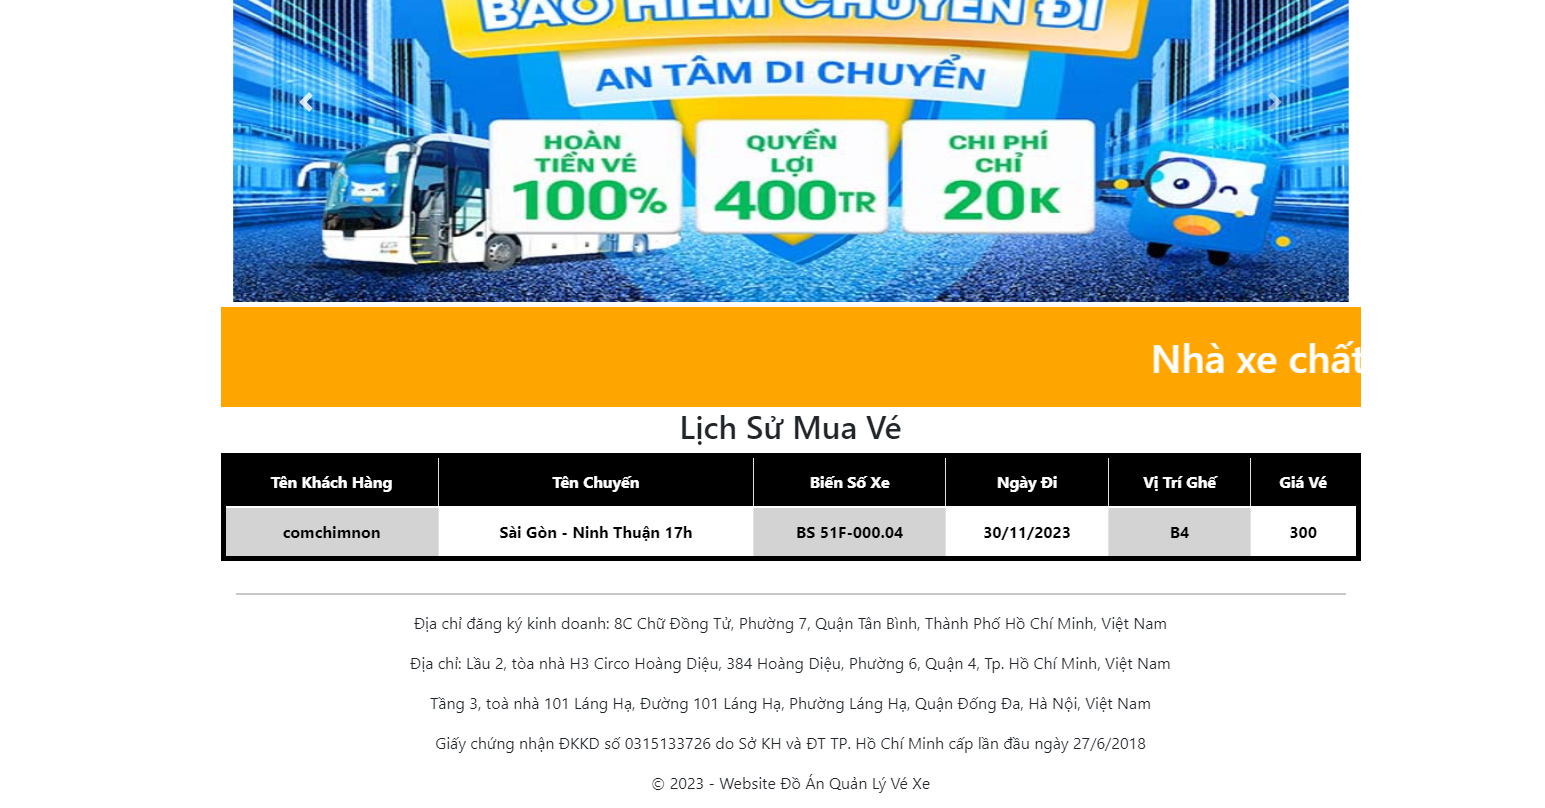 BẢO HIỂM CHUYẾN ĐI
AN TÂM DI CHUYỂN
HOÀN
TIỀN VÉ
100%
QUYỀN
LỢI
400TR
CHI PHÍ
CHỈ
20K
Nhà xe chất
Lịch Sử Mua Vé
Tên Khách Hàng Tên Chuyến Biến Số Xe Ngày Đi Vị Trí Ghế Giá Vé
comchimnon Sài Gòn - Ninh Thuận 17h BS 51F-000.04 30/11/2023 B4 300
Địa chỉ đăng ký kinh doanh: 8C Chữ Đồng Tử, Phường 7, Quận Tân Bình, Thành Phố Hồ Chí Minh, Việt Nam
Địa chỉ: Lầu 2, tòa nhà H3 Circo Hoàng Diệu, 384 Hoàng Diệu, Phường 6, Quận 4, Tp. Hồ Chí Minh, Việt Nam
Tầng 3, toà nhà 101 Láng Hạ, Đường 101 Láng Hạ, Phường Láng Hạ, Quận Đống Đa, Hà Nội, Việt Nam
Giấy chứng nhận ĐKKD số 0315133726 do Sở KH và ĐT TP. Hồ Chí Minh cấp lần đầu ngày 27/6/2018
© 2023 - Website Đồ Án Quản Lý Vé Xe